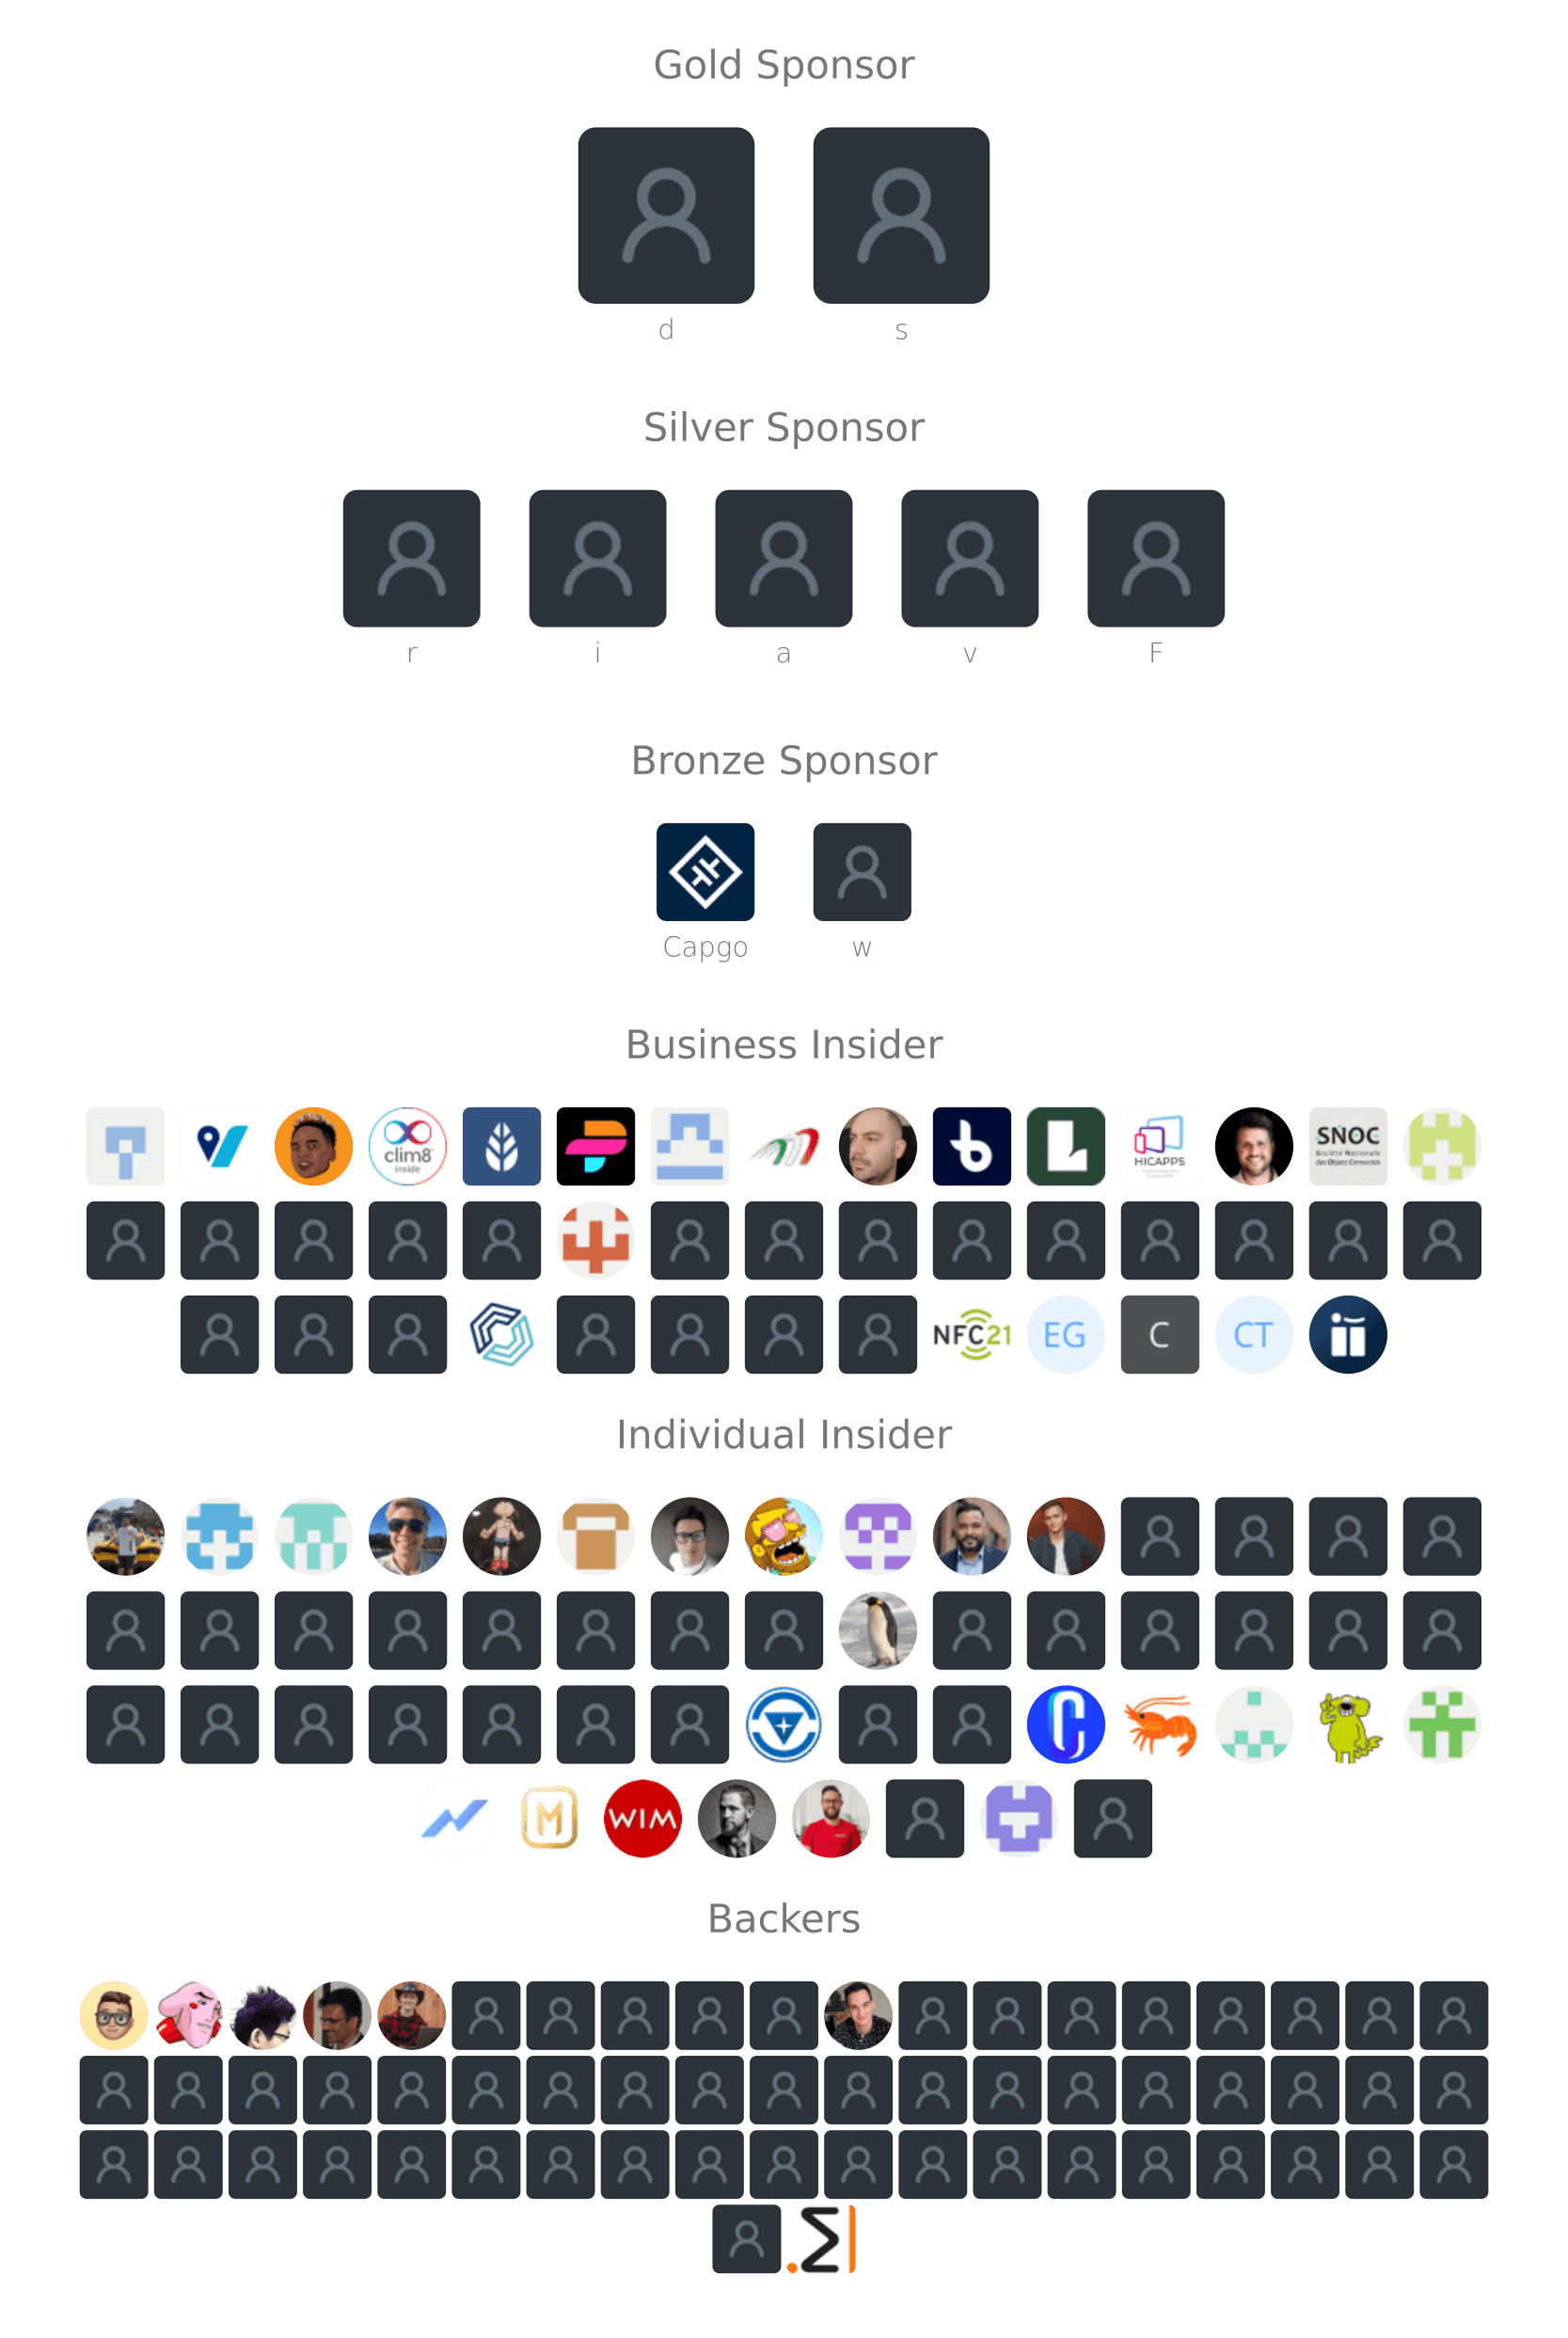 Gold Sponsor
d s
Silver Sponsor
r i a v F
Bronze Sponsor
Capgo w
Business Insider
clim8
inside
HICAPPS
SNOC
Société Nationale
des Objets Connectés
NFC21 EG C CT
Individual Insider
WIM
Backers